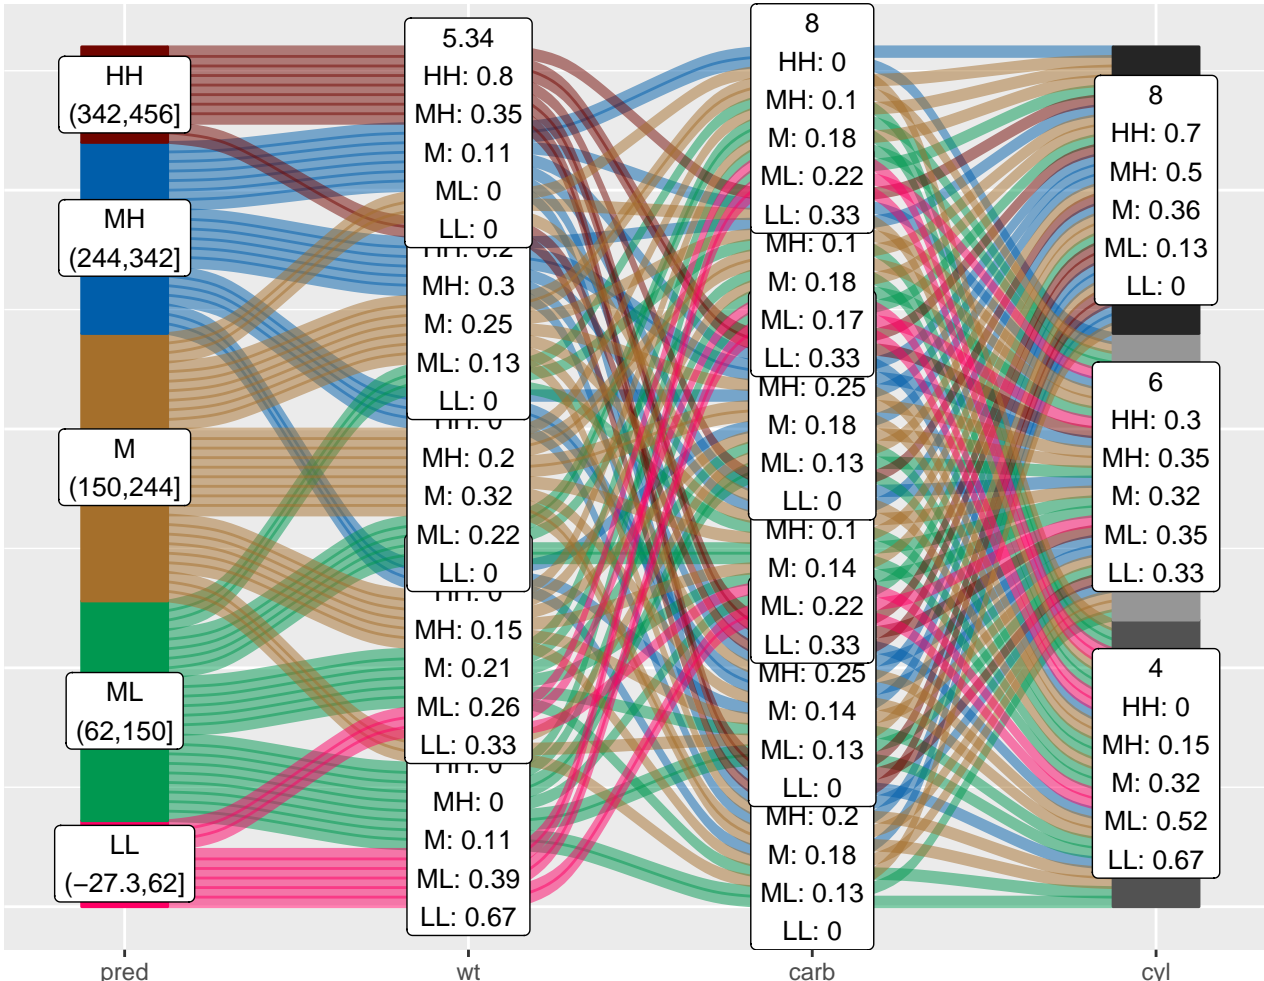 HH
(342,456]
MH
(244,342]
M
(150,244]
ML
(62,150]
LL
(−27.3,62]
5.34
HH: 0.8
MH: 0.35
M: 0.11
ML: 0
LL: 0
HH: 0.2
MH: 0.3
M: 0.25
ML: 0.13
LL: 0
HH: 0
MH: 0.2
M: 0.32
ML: 0.22
LL: 0
HH: 0
MH: 0.15
M: 0.21
ML: 0.26
LL: 0.33
HH: 0
MH: 0
M: 0.11
ML: 0.39
LL: 0.67
8
HH: 0
MH: 0.1
M: 0.18
ML: 0.22
LL: 0.33
MH: 0.1
M: 0.18
ML: 0.17
LL: 0.33
MH: 0.25
M: 0.18
ML: 0.13
LL: 0
MH: 0.1
M: 0.14
ML: 0.22
LL: 0.33
MH: 0.25
M: 0.14
ML: 0.13
LL: 0
MH: 0.2
M: 0.18
ML: 0.13
LL: 0
8
HH: 0.7
MH: 0.5
M: 0.36
ML: 0.13
LL: 0
6
HH: 0.3
MH: 0.35
M: 0.32
ML: 0.35
LL: 0.33
4
HH: 0
MH: 0.15
M: 0.32
ML: 0.52
LL: 0.67
pred
wt
carb
cyl